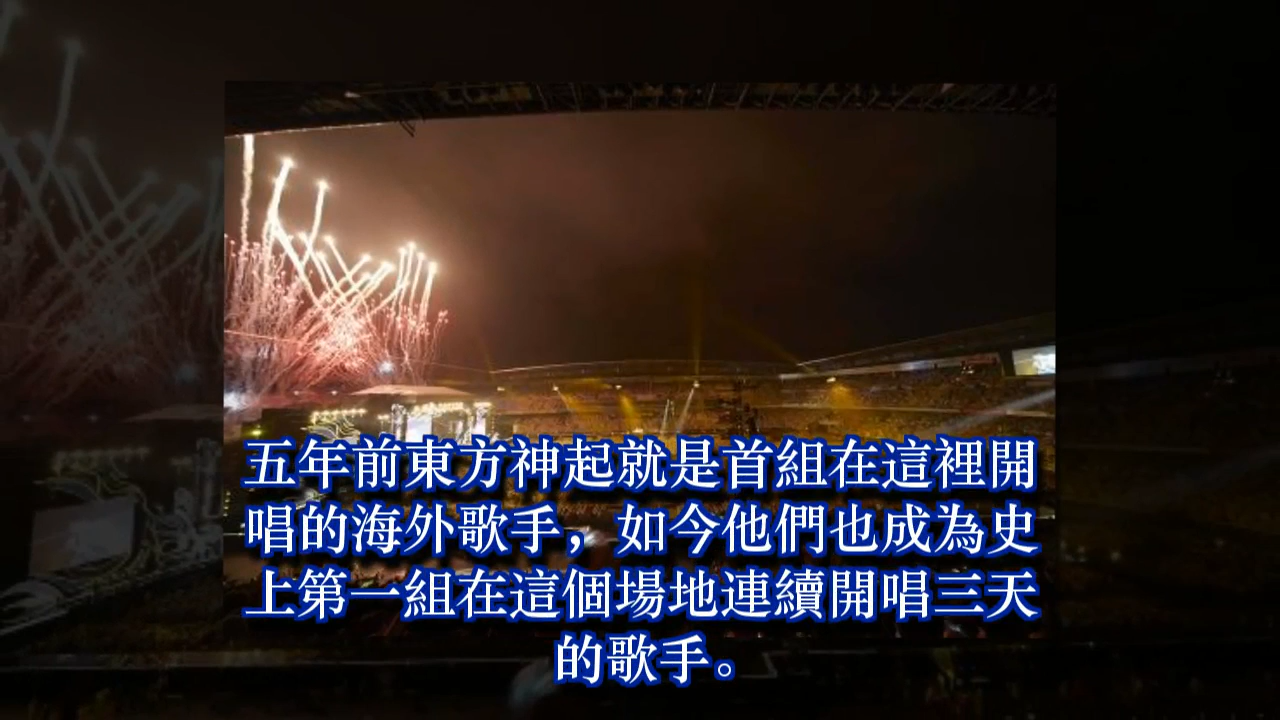 五年前東方神起就是首組在這裡開
唱的海外歌手，如今他們也成為史
上第一組在這個場地連續開唱三天
的歌手。